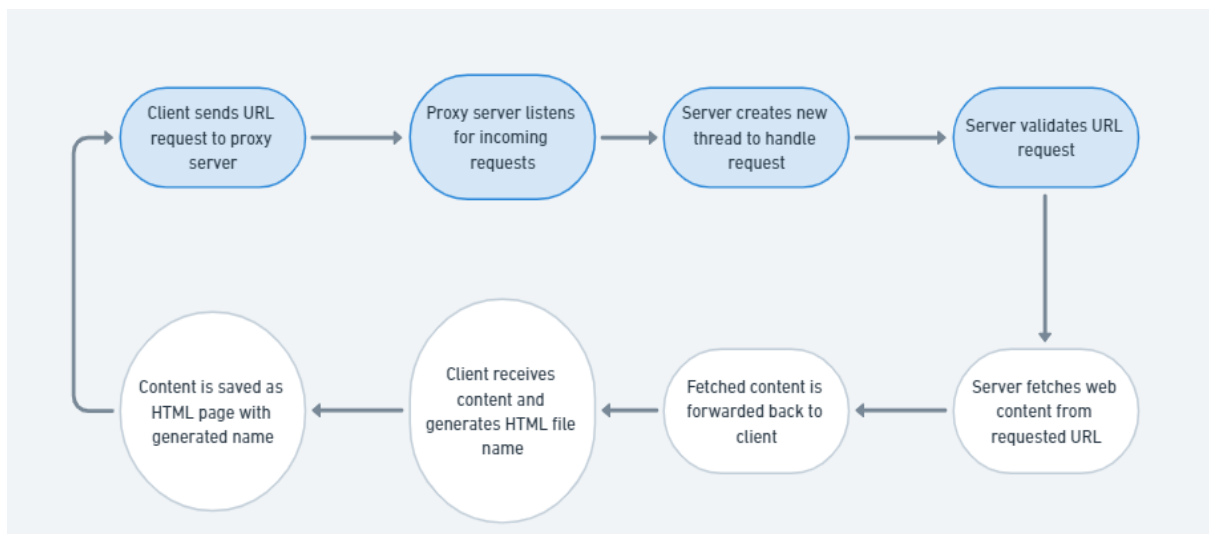 Client sends URL
request to proxy
server
Proxy server listens
for incoming
requests
Server creates new
thread to handle
request
Server validates URL
request
Server fetches web
content from
requested URL
Fetched content is
forwarded back to
client
Client receives
content and
generates HTML file
name
Content is saved as
HTML page with
generated name